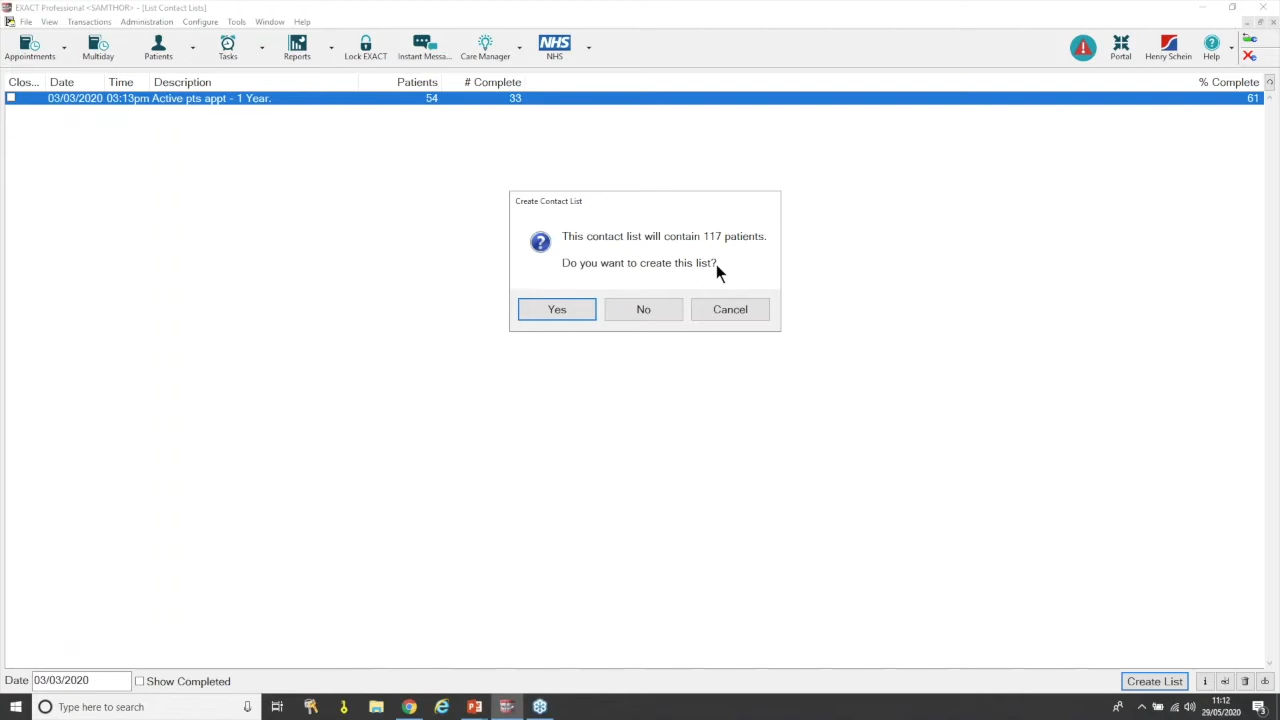 EXACT Professional <SAMTHOR> - [List Contact Lists]
File View Transactions Administration Configure Tools Window Help
Appointments Multiday Patients Tasks Reports Lock EXACT Instant Messa... Care Manager NHS NHS Portal Henry Schein Help
Clos... Date Time Description Patients # Complete % Complete
03/03/2020 03:13pm Active pts appt - 1 Year. 54 33 61
Create Contact List
This contact list will contain 117 patients.
Do you want to create this list?
Yes No Cancel
Date 03/03/2020 Show Completed Create List
Type here to search
11:12
29/05/2020
3